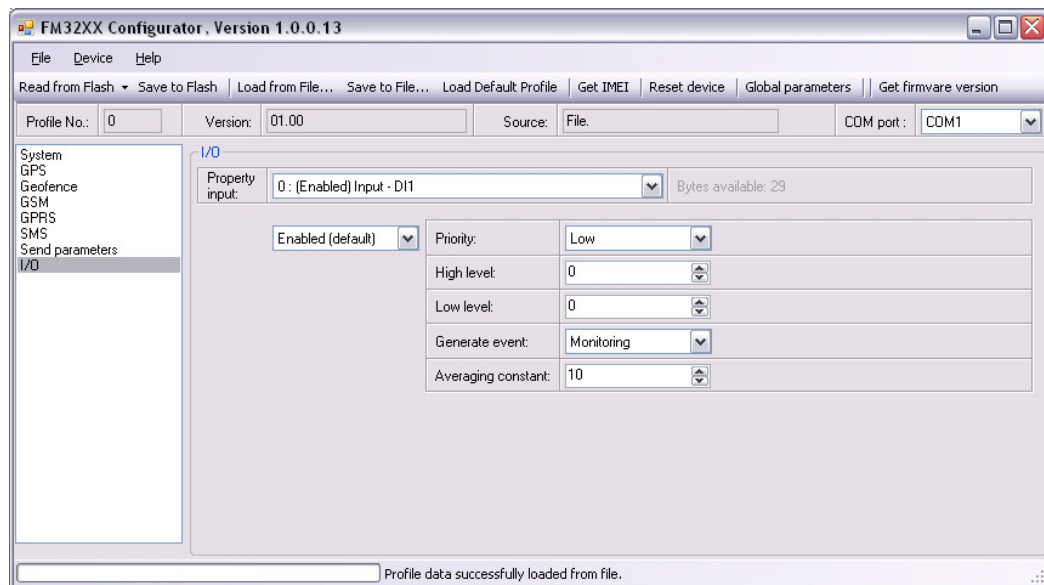 FM32XX Configurator, Version 1.0.0.13
File Device Help
Read from Flash Save to Flash Load from File... Save to File... Load Default Profile Get IMEI Reset device Global parameters Get firmvare version
Profile No.: 0 Version: 01.00 Source: File. COM port : COM1
System
GPS
Geofence
GSM
GPRS
SMS
Send parameters
I/O
I/O
Property input: 0 : (Enabled) Input - DI1 Bytes available: 29
Enabled (default) Priority: Low
High level: 0
Low level: 0
Generate event: Monitoring
Averaging constant: 10
Profile data successfully loaded from file.